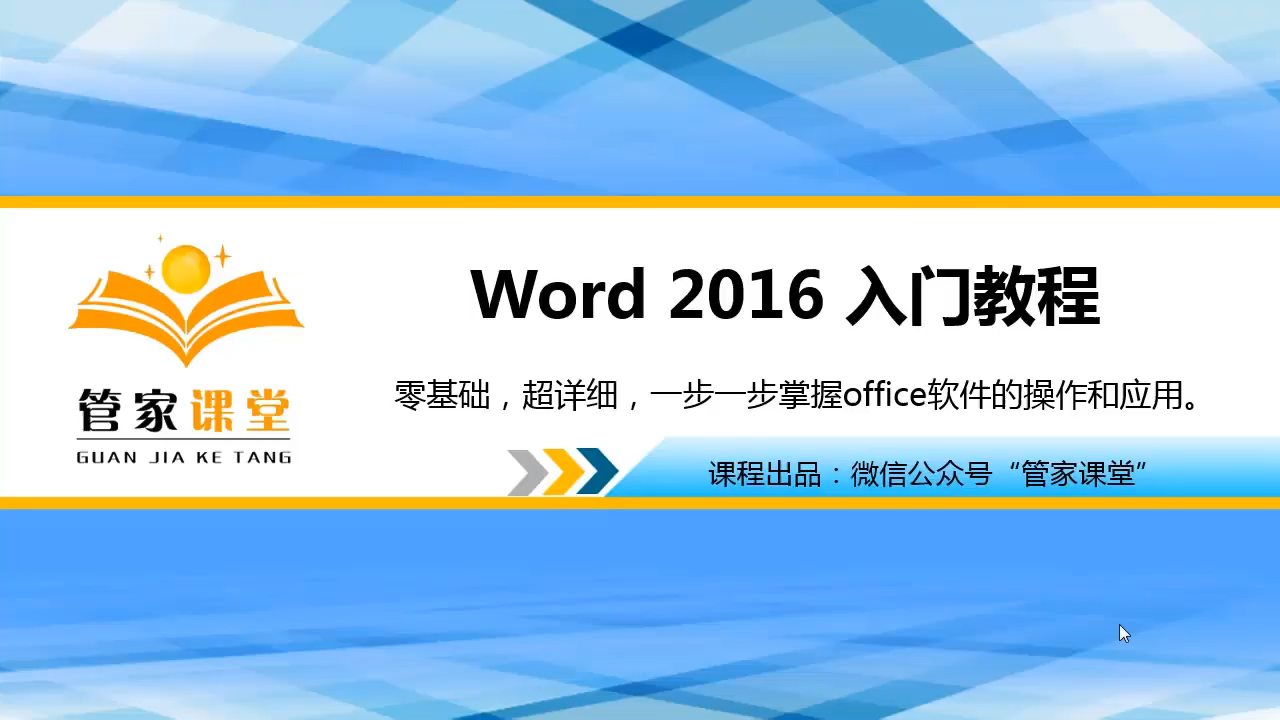 Word 2016 入门教程
零基础，超详细，一步一步掌握office软件的操作和应用。
管家课堂
GUAN JIA KE TANG
课程出品：微信公众号“管家课堂”